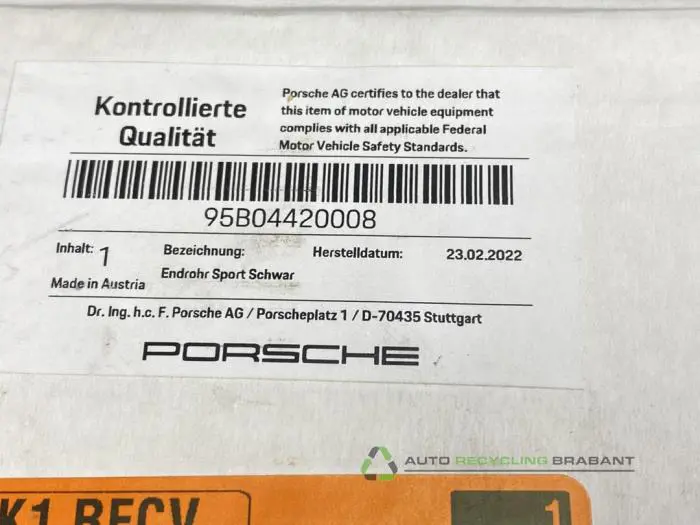 Kontrollierte
Qualität
Porsche AG certifies to the dealer that
this item of motor vehicle equipment
complies with all applicable Federal
Motor Vehicle Safety Standards.
95B04420008
Inhalt: 1 Bezeichnung: Herstelldatum: 23.02.2022
Endrohr Sport Schwar
Made in Austria
Dr. Ing. h.c. F. Porsche AG / Porscheplatz 1 / D-70435 Stuttgart
PORSCHE
AUTO RECYCLING BRABANT
1